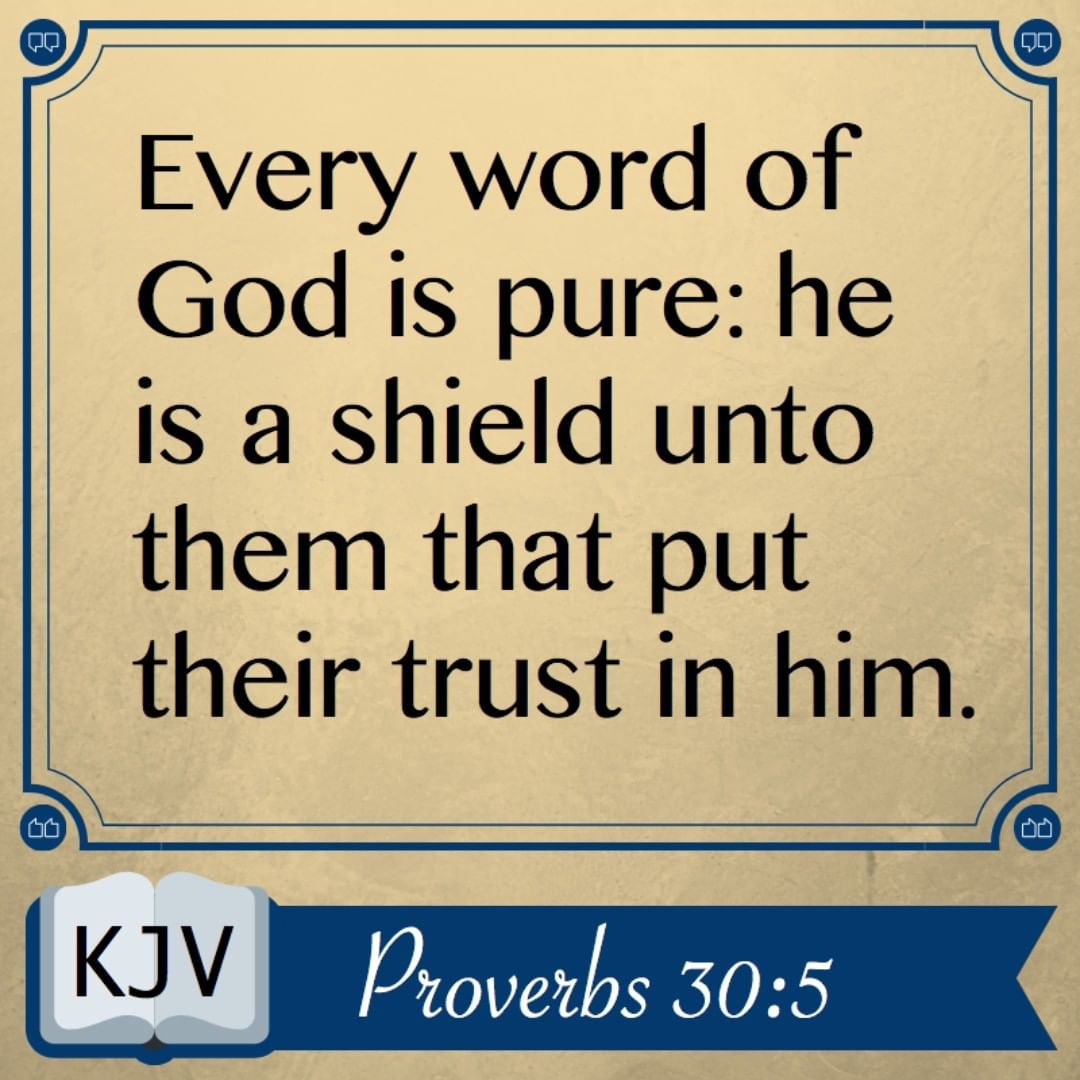 Every word of
God is pure: he
is a shield unto
them that put
their trust in him.
KJV
Proverbs 30:5